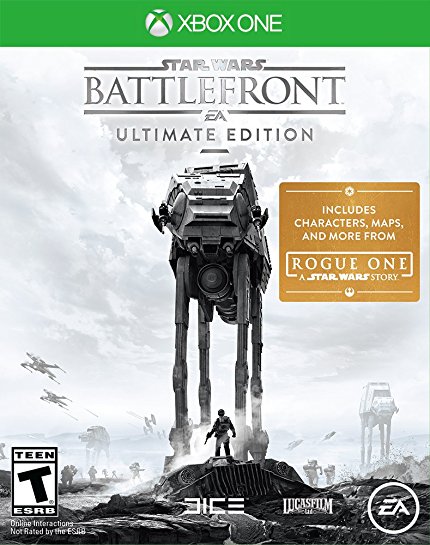 XBOX ONE
STAR WARS
BATTLEFRONT
EA
ULTIMATE EDITION
INCLUDES
CHARACTERS, MAPS,
AND MORE FROM
ROGUE ONE
A STAR WARS STORY
TEEN
T
ESRB
Online Interactions
Not Rated by the ESRB
DICE
LUCASFILM
Ltd.
EA